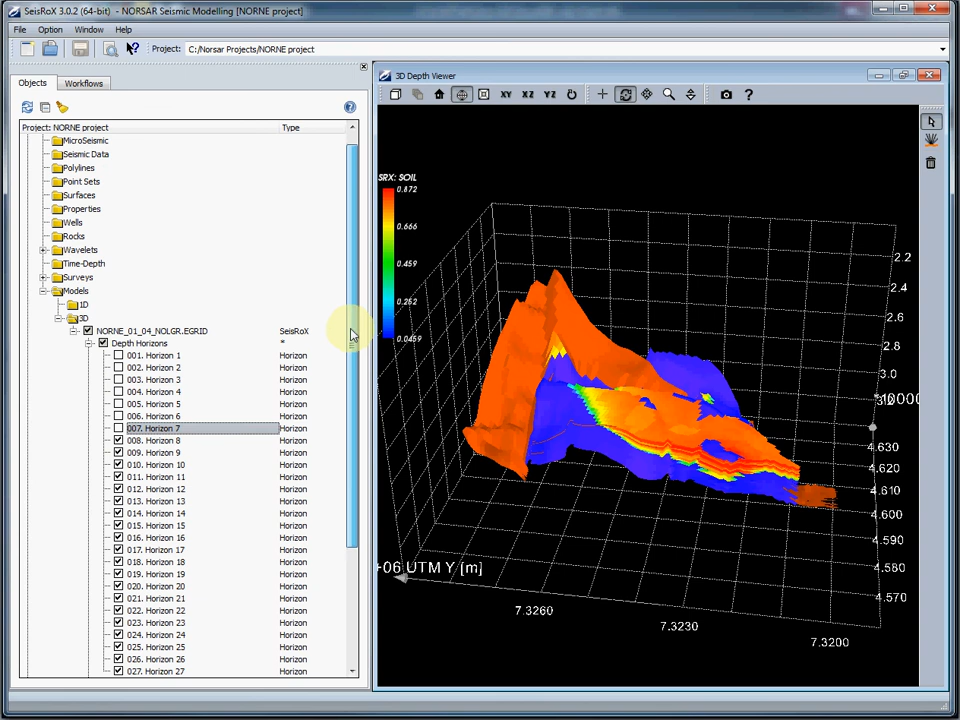 SeisRoX 3.0.2 (64-bit) - NORSAR Seismic Modelling [NORNE project]
File Option Window Help
Project: C:/Norsar Projects/NORNE project
Objects Workflows
Project: NORNE project Type
MicroSeismic
Seismic Data
Polylines
Point Sets
Surfaces
Properties
Wells
Rocks
Wavelets
Time-Depth
Surveys
Models
1D
3D
NORNE_01_04_NOLGR.EGRID SeisRoX
Depth Horizons *
001. Horizon 1 Horizon
002. Horizon 2 Horizon
003. Horizon 3 Horizon
004. Horizon 4 Horizon
005. Horizon 5 Horizon
006. Horizon 6 Horizon
007. Horizon 7 Horizon
008. Horizon 8 Horizon
009. Horizon 9 Horizon
010. Horizon 10 Horizon
011. Horizon 11 Horizon
012. Horizon 12 Horizon
013. Horizon 13 Horizon
014. Horizon 14 Horizon
015. Horizon 15 Horizon
016. Horizon 16 Horizon
017. Horizon 17 Horizon
018. Horizon 18 Horizon
019. Horizon 19 Horizon
020. Horizon 20 Horizon
021. Horizon 21 Horizon
022. Horizon 22 Horizon
023. Horizon 23 Horizon
024. Horizon 24 Horizon
025. Horizon 25 Horizon
026. Horizon 26 Horizon
027. Horizon 27 Horizon
3D Depth Viewer
XY XZ YZ
SRX: SOIL
0.872
0.666
0.459
0.252
0.0459
2.2
2.4
2.6
2.8
3.0
4.630
4.620
4.610
4.600
4.590
4.580
4.570
+06 UTM Y [m]
7.3260
7.3230
7.3200